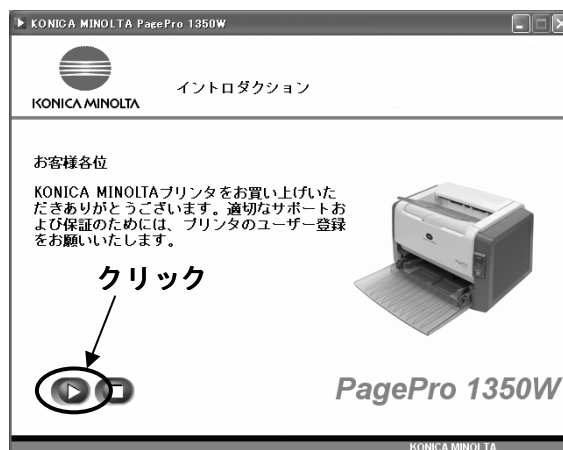 KONICA MINOLTA PagePro 1350W
KONICA MINOLTA
イントロダクション
お客様各位
KONICA MINOLTAプリンタをお買い上げいた
だきありがとうございます。適切なサポートお
よび保証のためには、プリンタのユーザー登録
をお願いいたします。
クリック
PagePro 1350W
KONICA MINOLTA